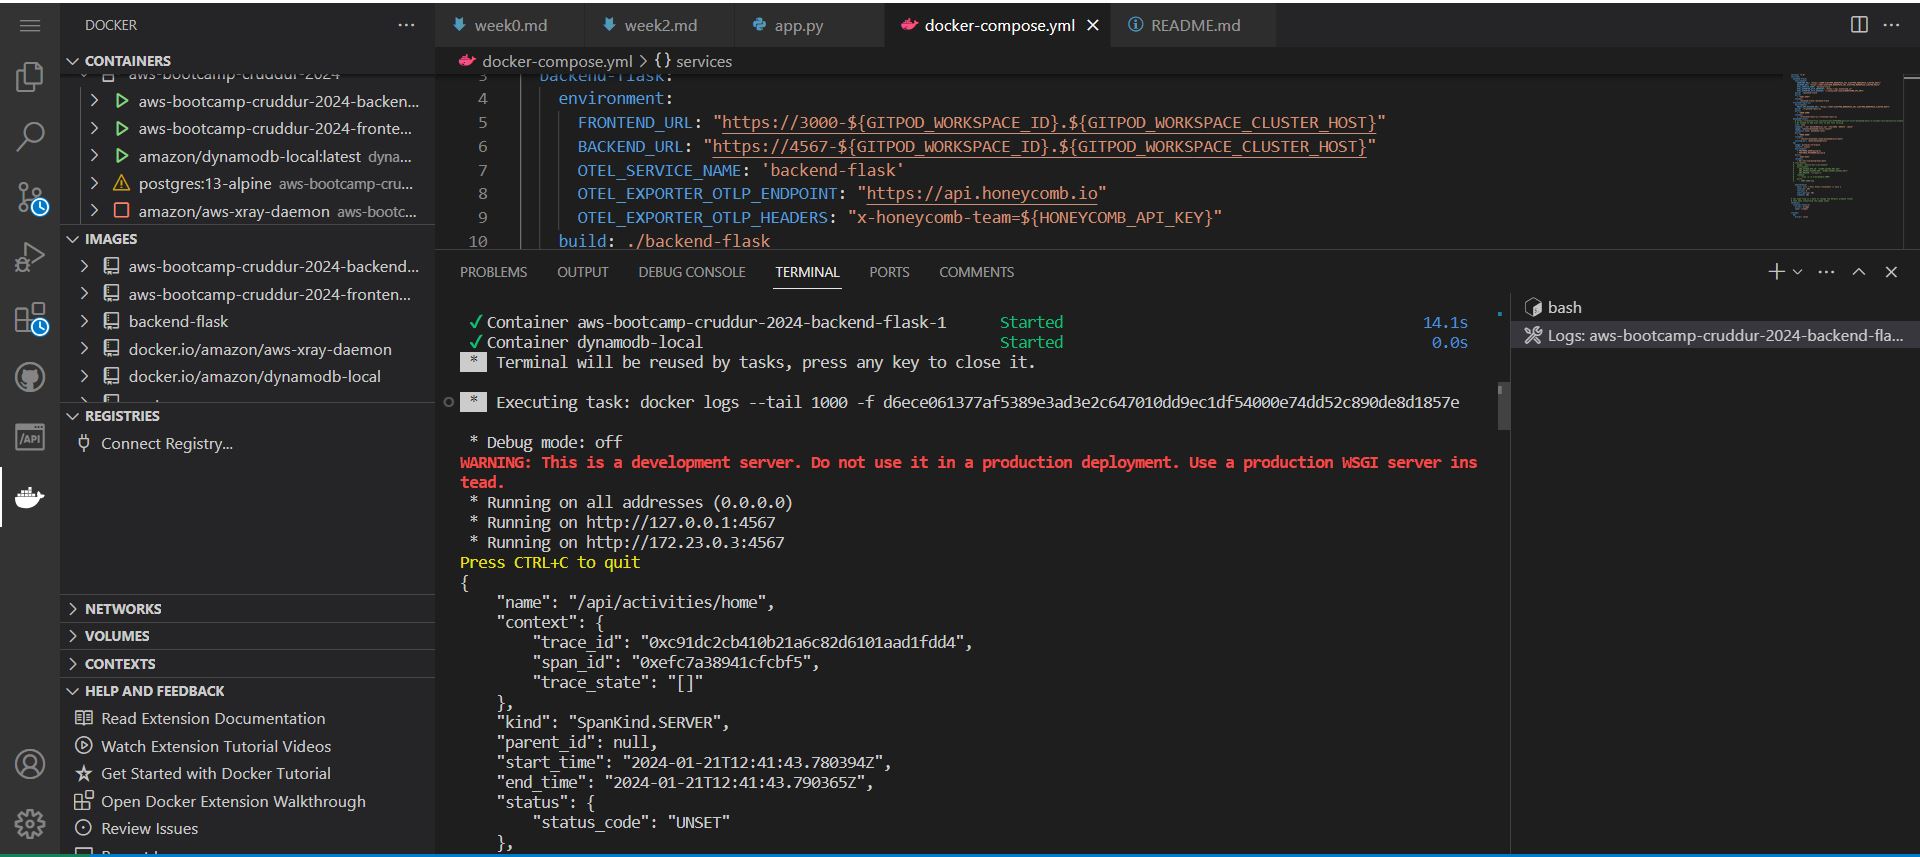 DOCKER
CONTAINERS
aws-bootcamp-cruddur-2024
aws-bootcamp-cruddur-2024-backen...
aws-bootcamp-cruddur-2024-fronte...
amazon/dynamodb-local:latest dyna...
postgres:13-alpine aws-bootcamp-cru...
amazon/aws-xray-daemon aws-bootc...
IMAGES
aws-bootcamp-cruddur-2024-backend...
aws-bootcamp-cruddur-2024-fronten...
backend-flask
docker.io/amazon/aws-xray-daemon
docker.io/amazon/dynamodb-local
REGISTRIES
Connect Registry...
NETWORKS
VOLUMES
CONTEXTS
HELP AND FEEDBACK
Read Extension Documentation
Watch Extension Tutorial Videos
Get Started with Docker Tutorial
Open Docker Extension Walkthrough
Review Issues
/API
week0.md
week2.md
app.py
docker-compose.yml
README.md
docker-compose.yml > {} services
3 backend-flask:
4 environment:
5 FRONTEND_URL: "https://3000-${GITPOD_WORKSPACE_ID}.${GITPOD_WORKSPACE_CLUSTER_HOST}"
6 BACKEND_URL: "https://4567-${GITPOD_WORKSPACE_ID}.${GITPOD_WORKSPACE_CLUSTER_HOST}"
7 OTEL_SERVICE_NAME: 'backend-flask'
8 OTEL_EXPORTER_OTLP_ENDPOINT: "https://api.honeycomb.io"
9 OTEL_EXPORTER_OTLP_HEADERS: "x-honeycomb-team=${HONEYCOMB_API_KEY}"
10 build: ./backend-flask
PROBLEMS OUTPUT DEBUG CONSOLE TERMINAL PORTS COMMENTS
✓ Container aws-bootcamp-cruddur-2024-backend-flask-1 Started 14.1s
✓ Container dynamodb-local Started 0.0s
* Terminal will be reused by tasks, press any key to close it.
* Executing task: docker logs --tail 1000 -f d6ece061377af5389e3ad3e2c647010dd9ec1df54000e74dd52c890de8d1857e
* Debug mode: off
WARNING: This is a development server. Do not use it in a production deployment. Use a production WSGI server ins
tead.
* Running on all addresses (0.0.0.0)
* Running on http://127.0.0.1:4567
* Running on http://172.23.0.3:4567
Press CTRL+C to quit
{
"name": "/api/activities/home",
"context": {
"trace_id": "0xc91dc2cb410b21a6c82d6101aad1fdd4",
"span_id": "0xefc7a38941cfcbf5",
"trace_state": "[]"
},
"kind": "SpanKind.SERVER",
"parent_id": null,
"start_time": "2024-01-21T12:41:43.780394Z",
"end_time": "2024-01-21T12:41:43.790365Z",
"status": {
"status_code": "UNSET"
},
bash
Logs: aws-bootcamp-cruddur-2024-backend-fla...